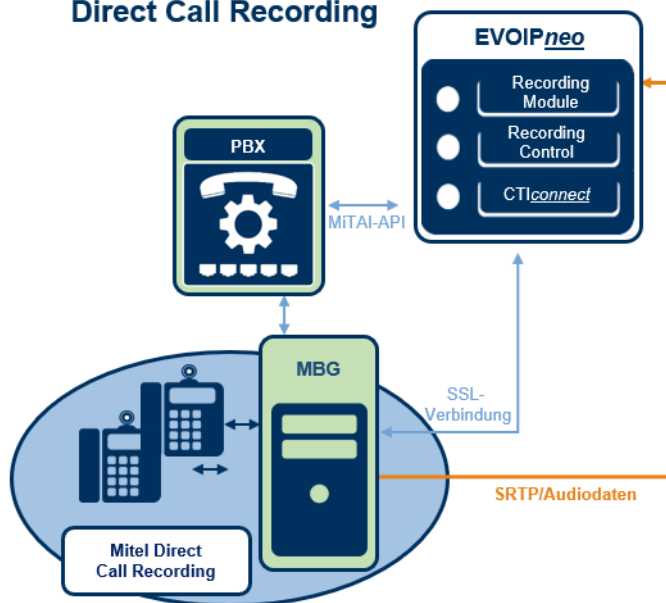 Direct Call Recording
EVOIPneo
Recording
Module
Recording
Control
CTIconnect
PBX
MiTAI-API
MBG
SSL-
Verbindung
SRTP/Audiodaten
Mitel Direct
Call Recording